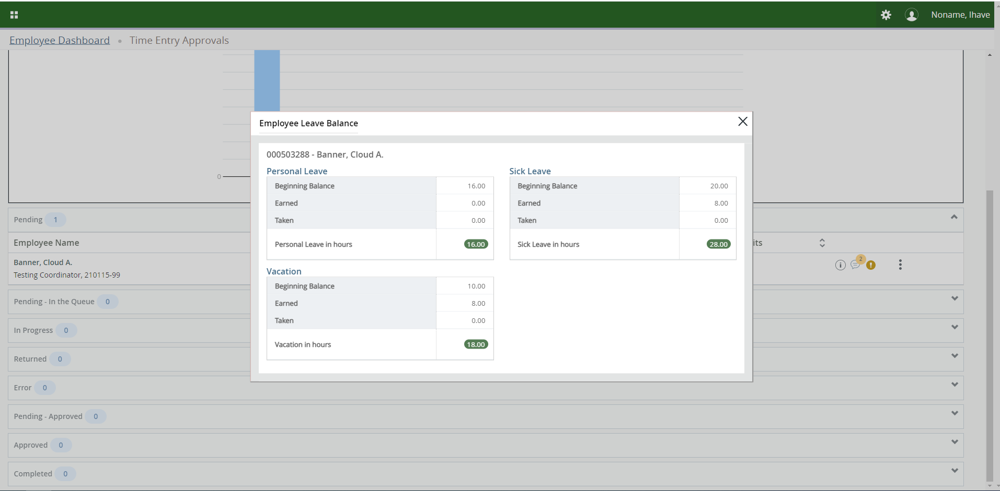 Noname, Ihave
Employee Dashboard • Time Entry Approvals
0
Employee Leave Balance
000503288 - Banner, Cloud A.
Personal Leave
Beginning Balance 16.00
Earned 0.00
Taken 0.00
Personal Leave in hours 16.00
Sick Leave
Beginning Balance 20.00
Earned 8.00
Taken 0.00
Sick Leave in hours 28.00
Vacation
Beginning Balance 10.00
Earned 8.00
Taken 0.00
Vacation in hours 18.00
Pending 1
Employee Name
its
Banner, Cloud A.
Testing Coordinator, 210115-99
2
Pending - In the Queue 0
In Progress 0
Returned 0
Error 0
Pending - Approved 0
Approved 0
Completed 0